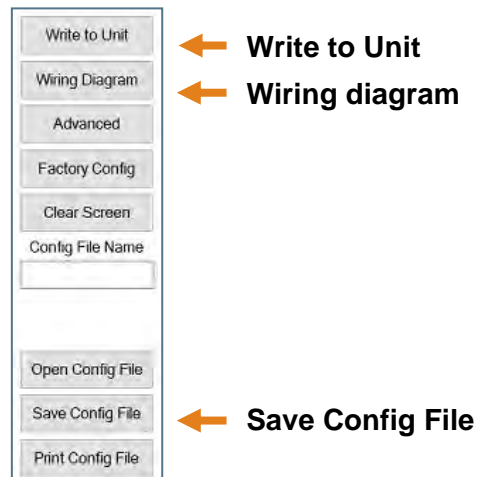 Write to Unit
Write to Unit
Wiring Diagram
Wiring diagram
Advanced
Factory Config
Clear Screen
Config File Name
Open Config File
Save Config File
Save Config File
Print Config File